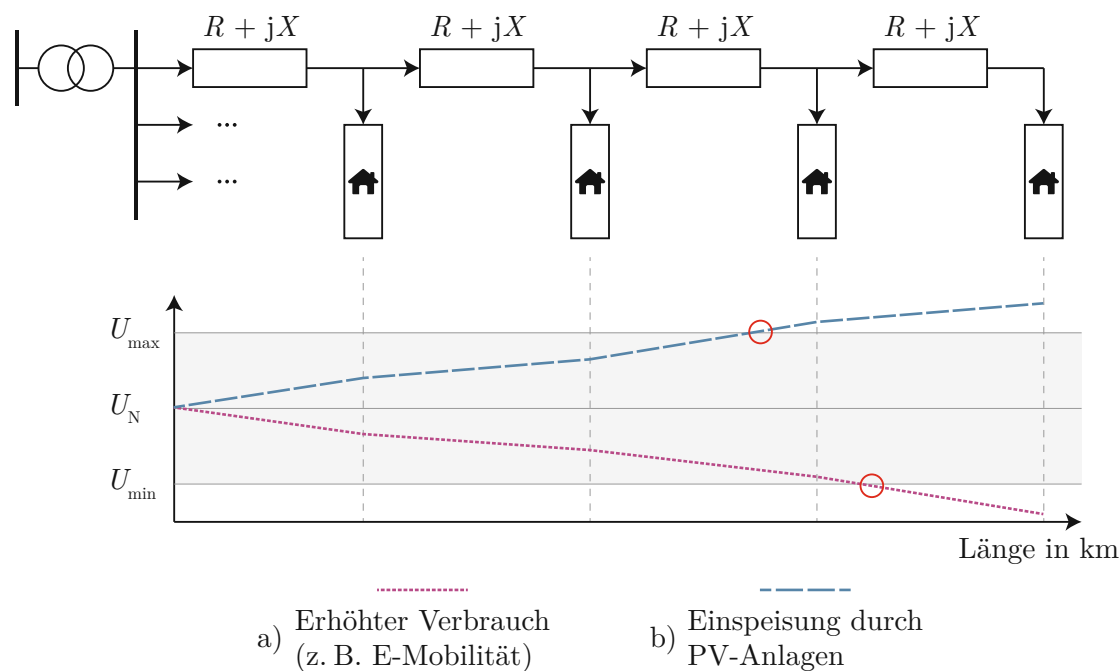 R + jX R + jX R + jX R + jX
...
...
U_max
U_N
U_min
Länge in km
a) Erhöhter Verbrauch
(z. B. E-Mobilität)
b) Einspeisung durch
PV-Anlagen